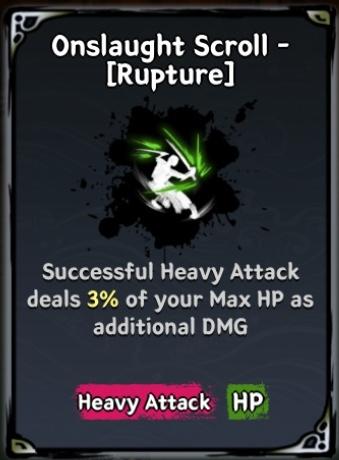 Onslaught Scroll -
[Rupture]
Successful Heavy Attack
deals 3% of your Max HP as
additional DMG
Heavy Attack HP